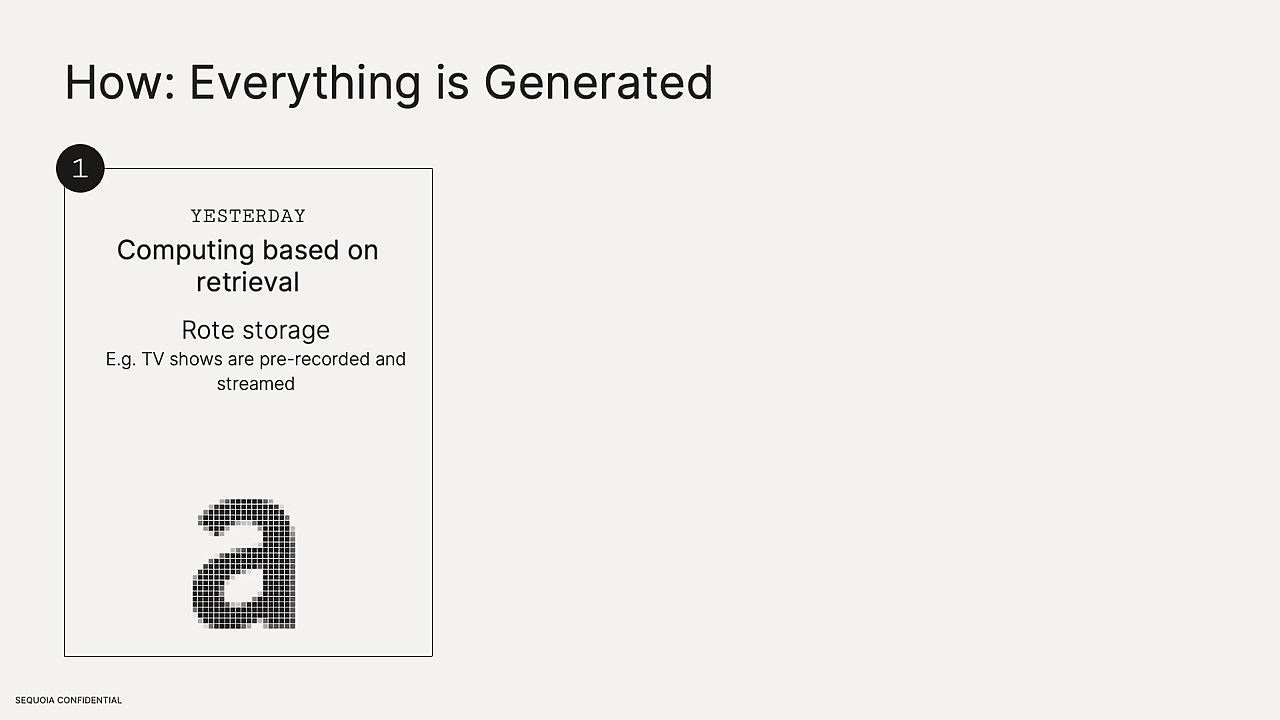 How: Everything is Generated
1
YESTERDAY
Computing based on
retrieval
Rote storage
E.g. TV shows are pre-recorded and
streamed
a
SEQUOIA CONFIDENTIAL